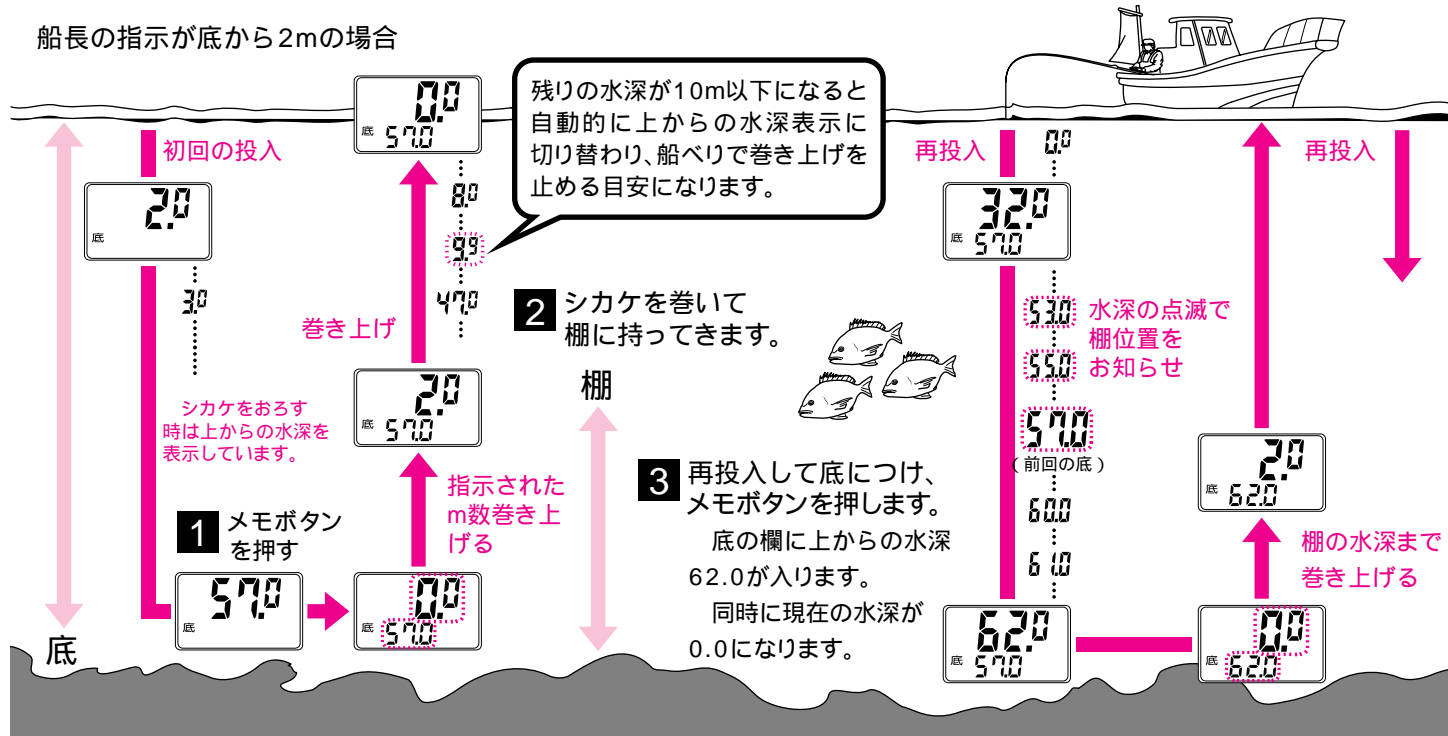 船長の指示が底から2mの場合
初回の投入
2.0
底
3.0
シカケをおろす
時は上からの水深を
表示しています。
1 メモボタン
を押す
57.0
底
底
0.0
底 57.0
8.0
9.9
47.0
巻き上げ
2.0
底 57.0
指示された
m数巻き上
げる
0.0
底 57.0
残りの水深が10m以下になると
自動的に上からの水深表示に
切り替わり、船べりで巻き上げを
止める目安になります。
2 シカケを巻いて
棚に持ってきます。
棚
3 再投入して底につけ、
メモボタンを押します。
底の欄に上からの水深
62.0が入ります。
同時に現在の水深が
0.0になります。
再投入
0.0
32.0
底 57.0
53.0
55.0
水深の点滅で
棚位置を
お知らせ
57.0
(前回の底)
60.0
61.0
62.0
底 57.0
再投入
2.0
底 62.0
棚の水深まで
巻き上げる
0.0
底 62.0